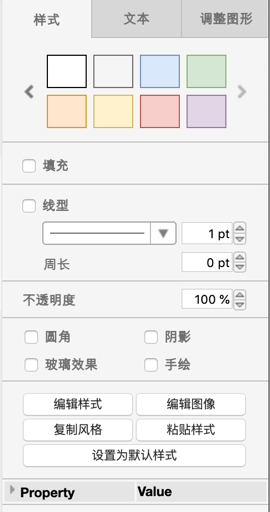 样式 文本 调整图形
填充
线型
1 pt
周长 0 pt
不透明度 100 %
圆角 阴影
玻璃效果 手绘
编辑样式 编辑图像
复制风格 粘贴样式
设置为默认样式
Property Value